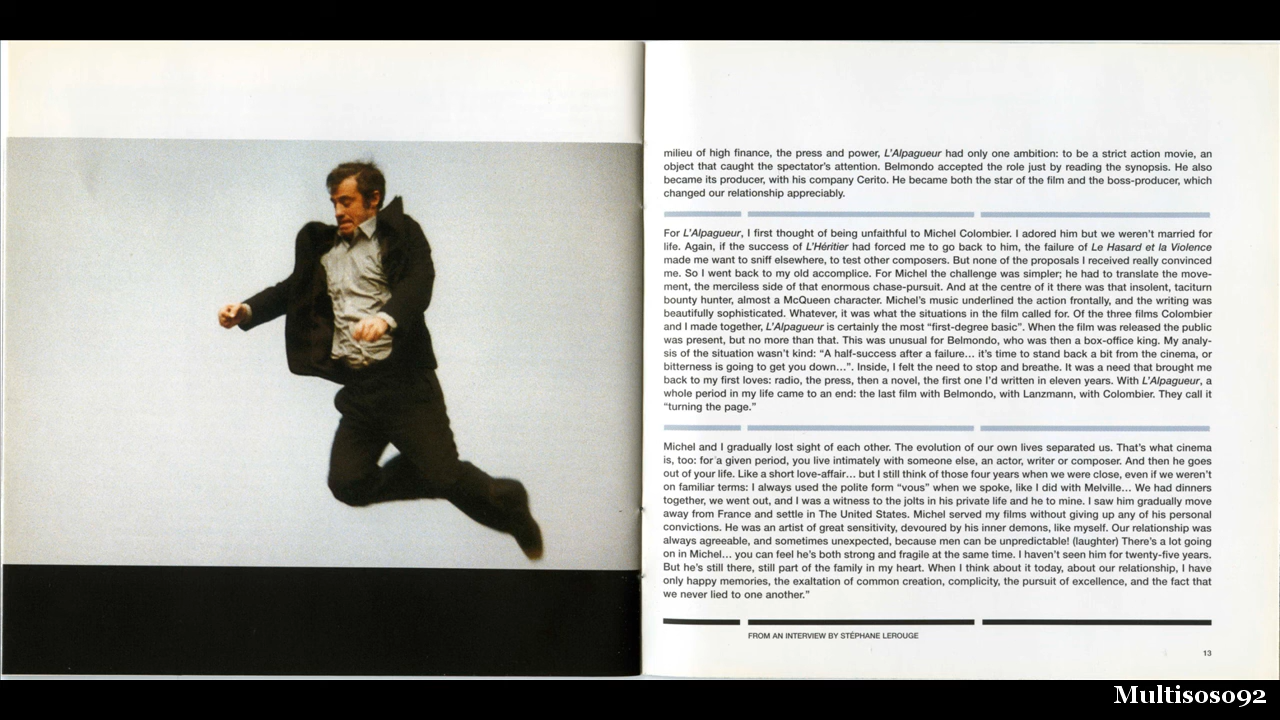 milieu of high finance, the press and power, L'Alpagueur had only one ambition: to be a strict action movie, an
object that caught the spectator's attention. Belmondo accepted the role just by reading the synopsis. He also
became its producer, with his company Cerito. He became both the star of the film and the boss-producer, which
changed our relationship appreciably.
For L'Alpagueur, I first thought of being unfaithful to Michel Colombier. I adored him but we weren't married for
life. Again, if the success of L'Héritier had forced me to go back to him, the failure of Le Hasard et la Violence
made me want to sniff elsewhere, to test other composers. But none of the proposals I received really convinced
me. So I went back to my old accomplice. For Michel the challenge was simpler; he had to translate the move-
ment, the merciless side of that enormous chase-pursuit. And at the centre of it there was that insolent, taciturn
bounty hunter, almost a McQueen character. Michel's music underlined the action frontally, and the writing was
beautifully sophisticated. Whatever, it was what the situations in the film called for. Of the three films Colombier
and I made together, L'Alpagueur is certainly the most “first-degree basic”. When the film was released the public
was present, but no more than that. This was unusual for Belmondo, who was then a box-office king. My analy-
sis of the situation wasn't kind: “A half-success after a failure... it's time to stand back a bit from the cinema, or
bitterness is going to get you down...”. Inside, I felt the need to stop and breathe. It was a need that brought me
back to my first loves: radio, the press, then a novel, the first one I'd written in eleven years. With L'Alpagueur, a
whole period in my life came to an end: the last film with Belmondo, with Lanzmann, with Colombier. They call it
“turning the page.”
Michel and I gradually lost sight of each other. The evolution of our own lives separated us. That's what cinema
is, too: for a given period, you live intimately with someone else, an actor, writer or composer. And then he goes
out of your life. Like a short love-affair... but I still think of those four years when we were close, even if we weren't
on familiar terms: I always used the polite form “vous” when we spoke, like I did with Melville... We had dinners
together, we went out, and I was a witness to the jolts in his private life and he to mine. I saw him gradually move
away from France and settle in The United States. Michel served my films without giving up any of his personal
convictions. He was an artist of great sensitivity, devoured by his inner demons, like myself. Our relationship was
always agreeable, and sometimes unexpected, because men can be unpredictable! (laughter) There's a lot going
on in Michel... you can feel he's both strong and fragile at the same time. I haven't seen him for twenty-five years.
But he's still there, still part of the family in my heart. When I think about it today, about our relationship, I have
only happy memories, the exaltation of common creation, complicity, the pursuit of excellence, and the fact that
we never lied to one another.”
FROM AN INTERVIEW BY STÉPHANE LEROUGE
13
Multisoso92